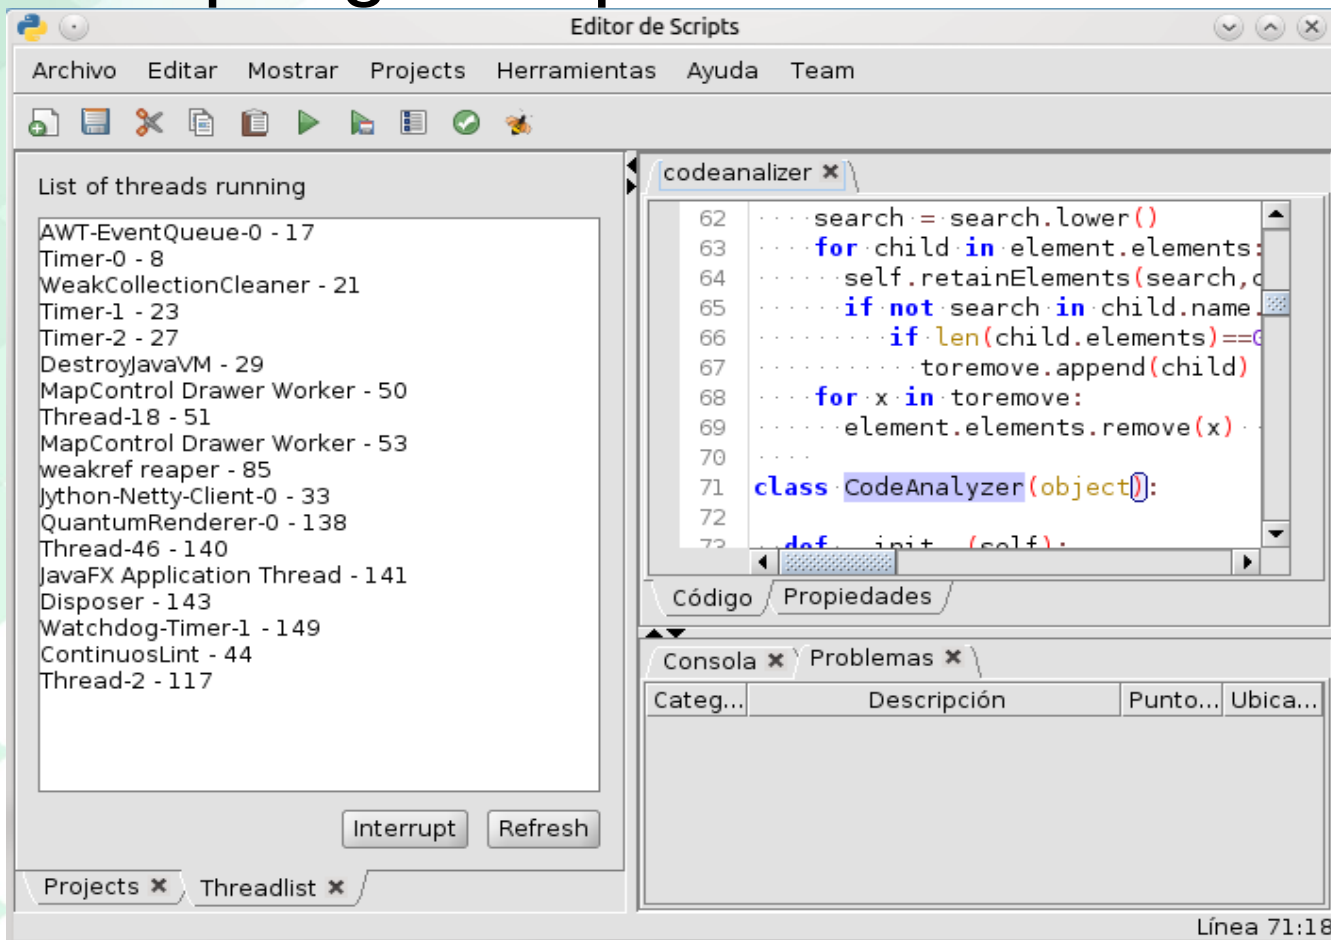 Editor de Scripts
Archivo Editar Mostrar Projects Herramientas Ayuda Team
List of threads running
AWT-EventQueue-0 - 17
Timer-0 - 8
WeakCollectionCleaner - 21
Timer-1 - 23
Timer-2 - 27
DestroyJavaVM - 29
MapControl Drawer Worker - 50
Thread-18 - 51
MapControl Drawer Worker - 53
weakref reaper - 85
Jython-Netty-Client-0 - 33
QuantumRenderer-0 - 138
Thread-46 - 140
JavaFX Application Thread - 141
Disposer - 143
Watchdog-Timer-1 - 149
ContinuosLint - 44
Thread-2 - 117
Interrupt Refresh
Projects Threadlist
codeanalizer
62 search = search.lower()
63 for child in element.elements:
64 self.retainElements(search,
65 if not search in child.name.
66 if len(child.elements)==
67 toremove.append(child)
68 for x in toremove:
69 element.elements.remove(x)
70
71 class CodeAnalyzer(object):
72
73 def __init__(self):
Código Propiedades
Consola Problemas
Categ... Descripción Punto... Ubica...
Línea 71:18